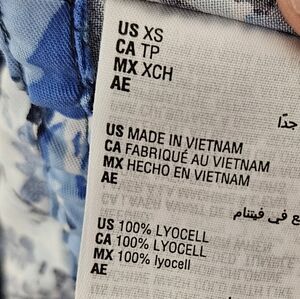 US XS
CA TP
MX XCH
AE
جدًا
US MADE IN VIETNAM
CA FABRIQUÉ AU VIETNAM
MX HECHO EN VIETNAM
AE
ع في فيتنام
US 100% LYOCELL
CA 100% LYOCELL
MX 100% lyocell
AE